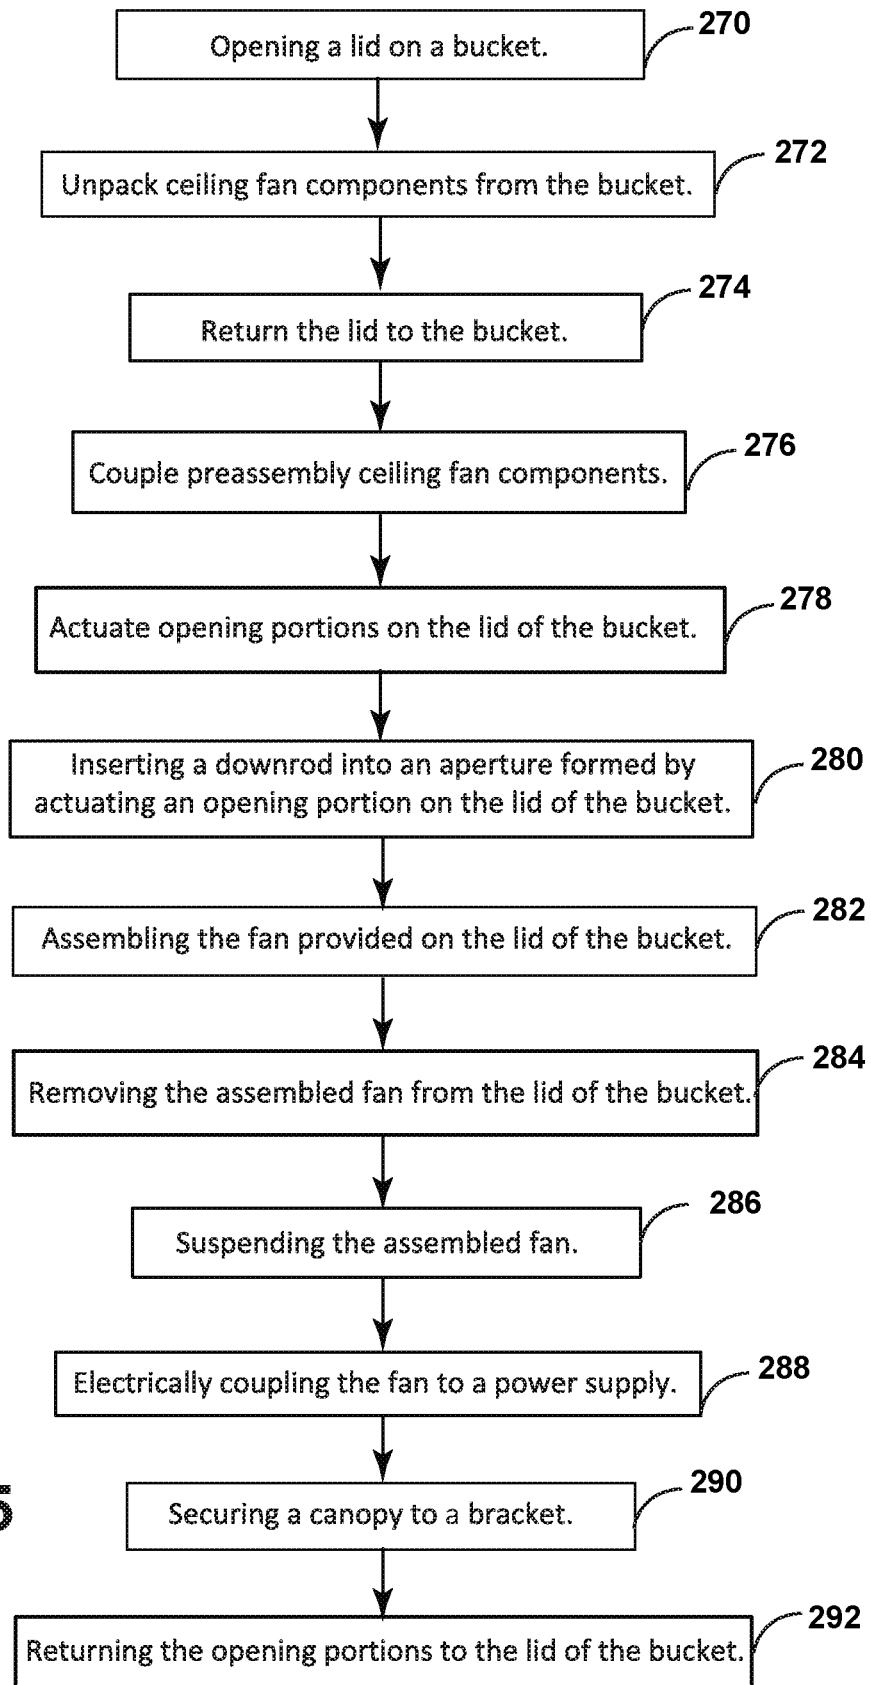 Opening a lid on a bucket.
270
Unpack ceiling fan components from the bucket.
272
Return the lid to the bucket.
274
Couple preassembly ceiling fan components.
276
Actuate opening portions on the lid of the bucket.
278
Inserting a downrod into an aperture formed by
actuating an opening portion on the lid of the bucket.
280
Assembling the fan provided on the lid of the bucket.
282
Removing the assembled fan from the lid of the bucket.
284
Suspending the assembled fan.
286
Electrically coupling the fan to a power supply.
288
Securing a canopy to a bracket.
290
Returning the opening portions to the lid of the bucket.
292